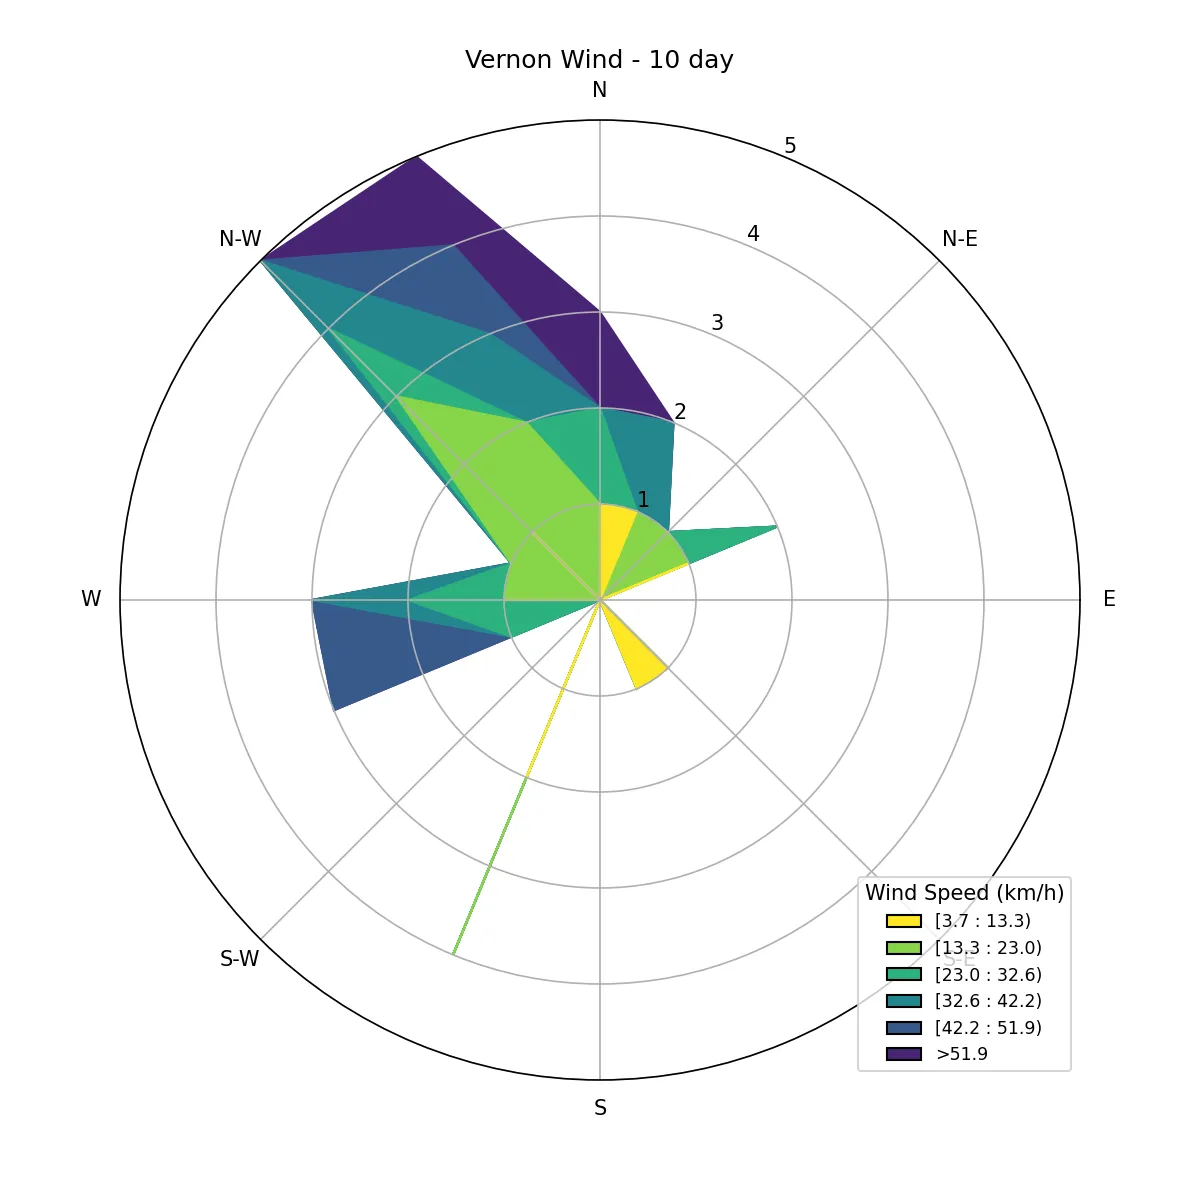 Vernon Wind - 10 day
N
5
N-W
4
N-E
3
2
1
W
E
S-W
S-E
S
Wind Speed (km/h)
[3.7 : 13.3)
[13.3 : 23.0)
[23.0 : 32.6)
[32.6 : 42.2)
[42.2 : 51.9)
>51.9